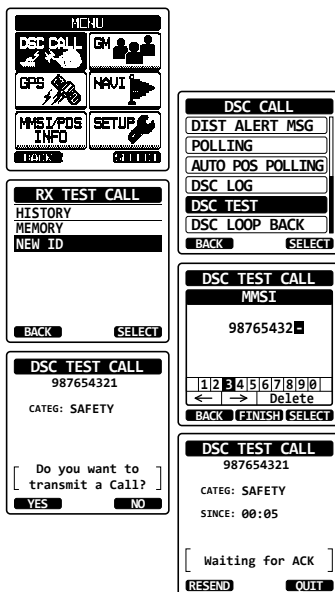 MENU
DSC CALL GM
GPS NAVI
MMSI/POS INFO SETUP
BACK SELECT
DSC CALL
DIST ALERT MSG
POLLING
AUTO POS POLLING
DSC LOG
DSC TEST
DSC LOOP BACK
BACK SELECT
RX TEST CALL
HISTORY
MEMORY
NEW ID
BACK SELECT
DSC TEST CALL
MMSI
98765432-
1 2 3 4 5 6 7 8 9 0
← → Delete
BACK FINISH SELECT
DSC TEST CALL
987654321
CATEG: SAFETY
Do you want to
transmit a Call?
YES NO
DSC TEST CALL
987654321
CATEG: SAFETY
SINCE: 00:05
Waiting for ACK
RESEND QUIT